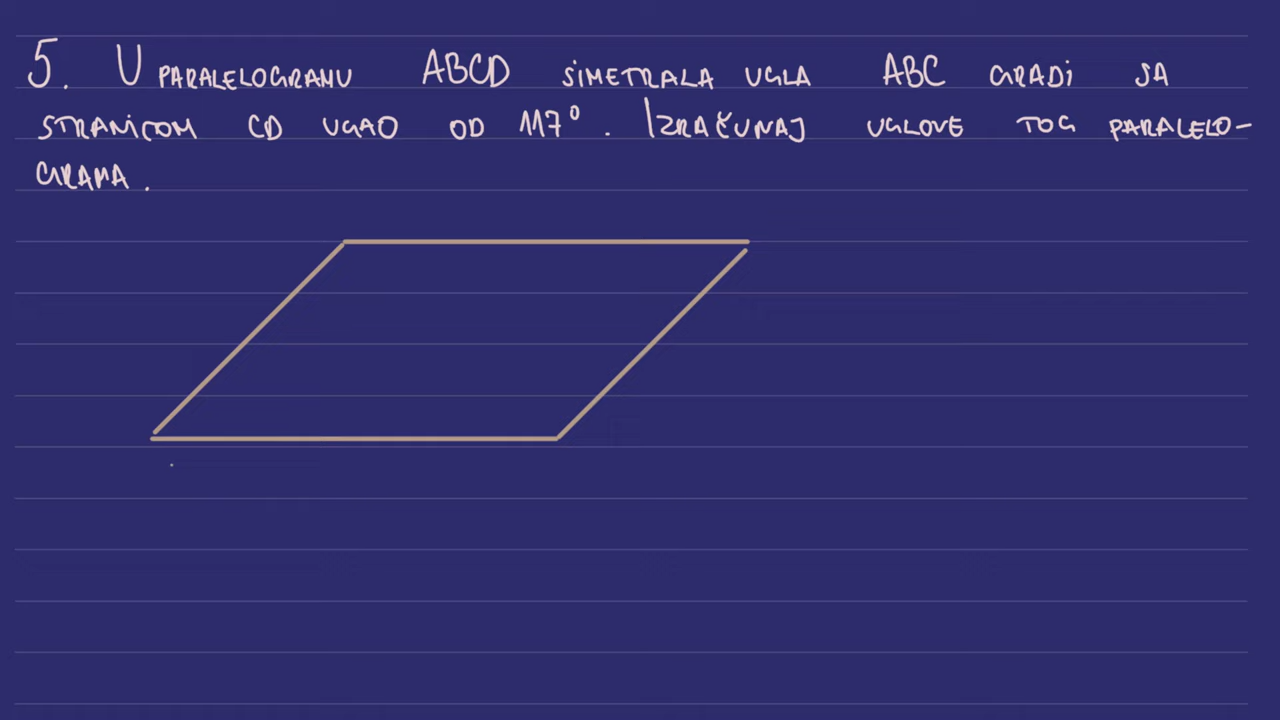 5. U PARALELOGRAMU ABCD SIMETRALA UGLA ABC GRADI SA
STRANICOM CD UGAO OD 117° . IZRAČUNAJ UGLOVE TOG PARALELO-
GRAMA .